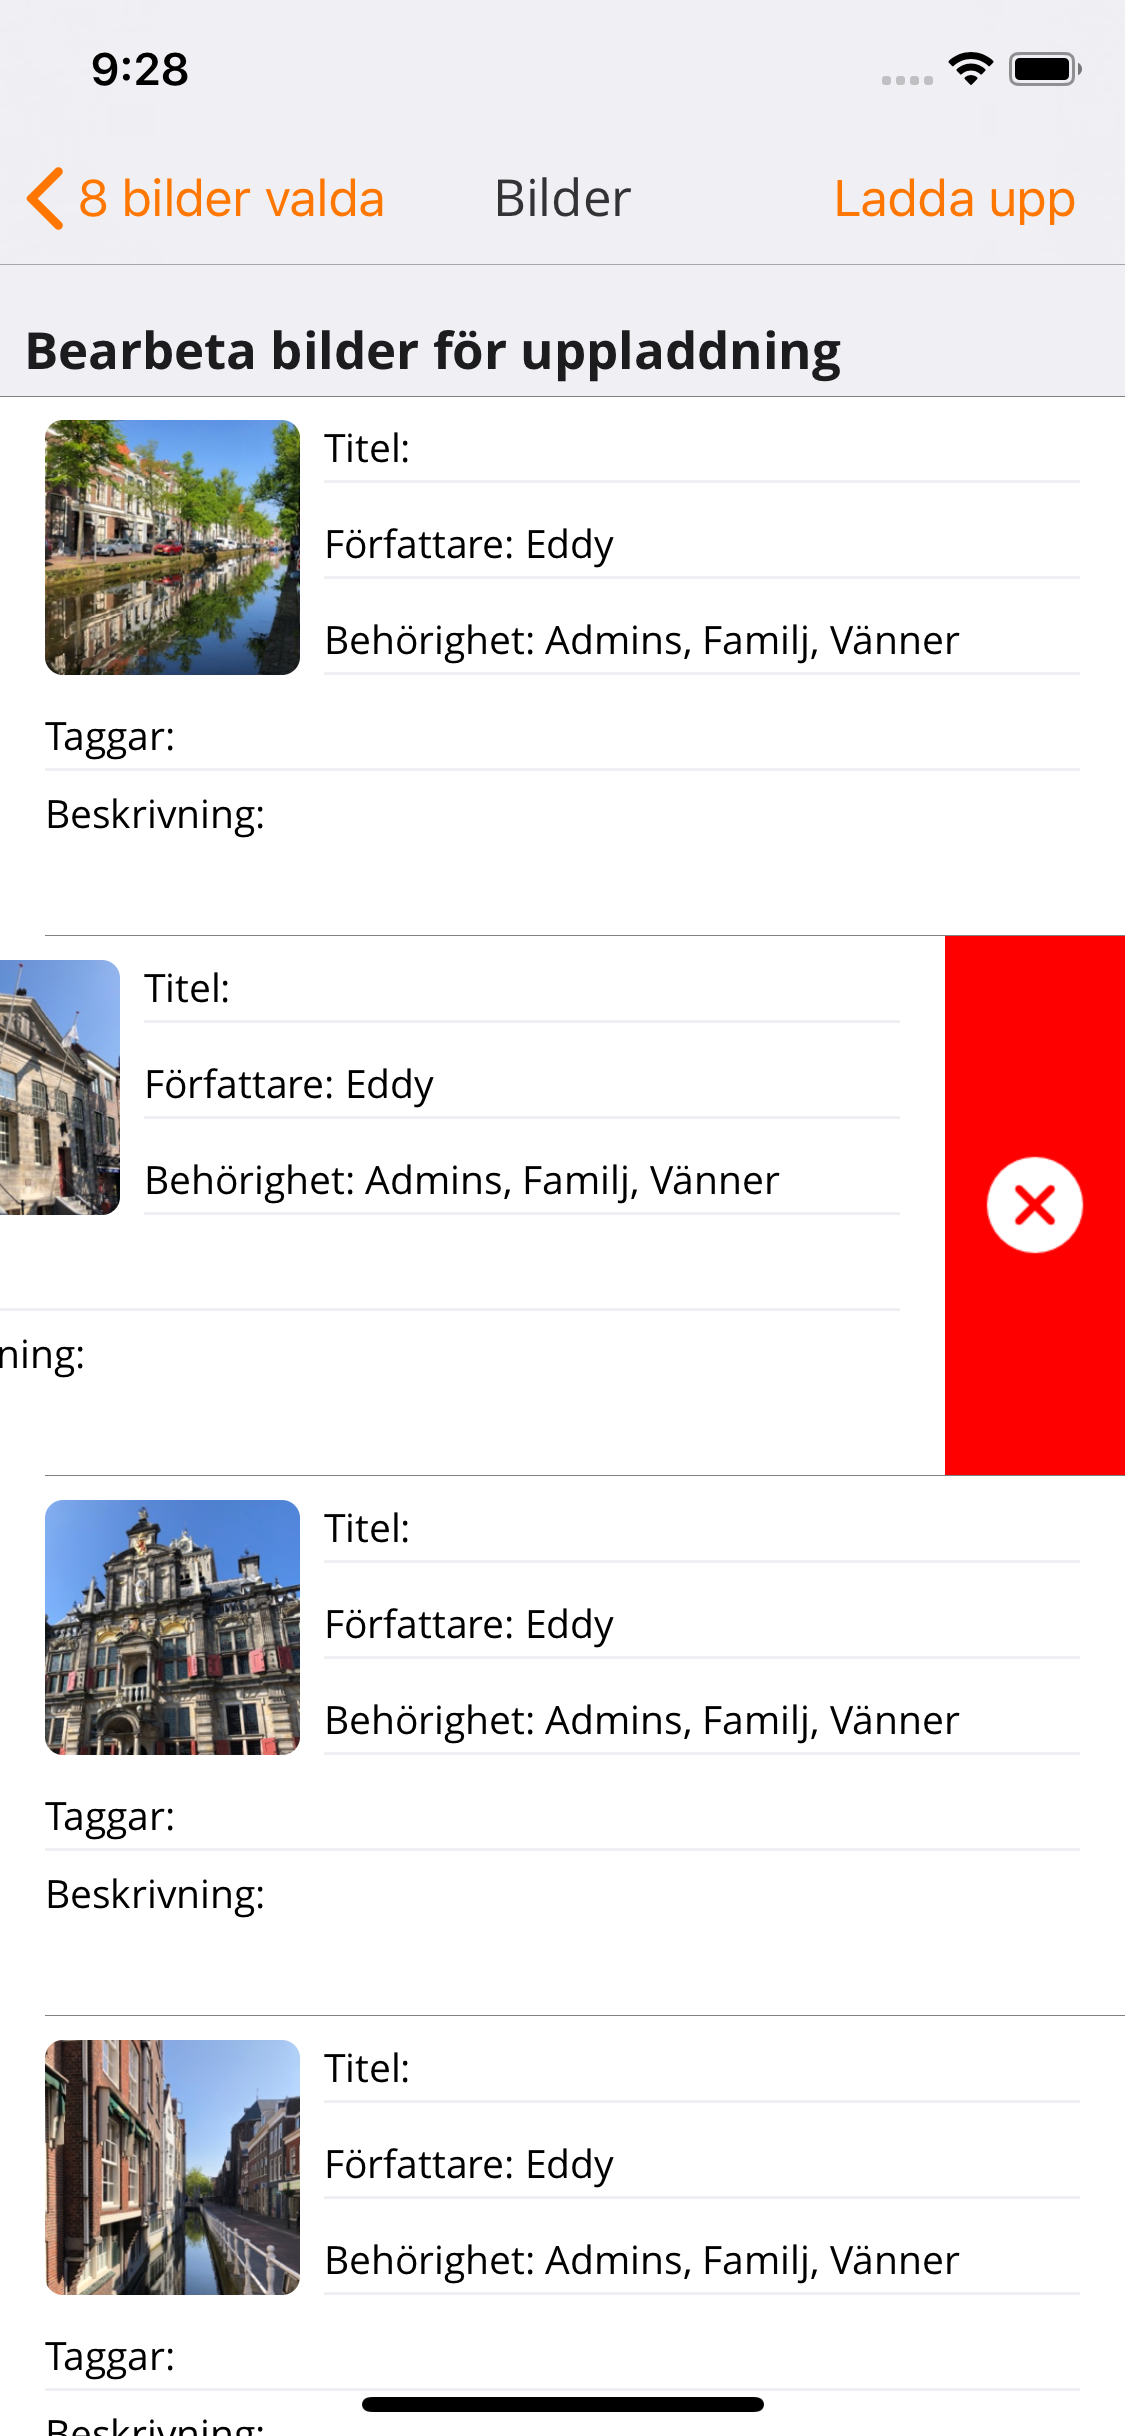 9:28
8 bilder valda
Bilder
Ladda upp
Bearbeta bilder för uppladdning
Titel:
Författare: Eddy
Behörighet: Admins, Familj, Vänner
Taggar:
Beskrivning:
Titel:
Författare: Eddy
Behörighet: Admins, Familj, Vänner
ning:
Titel:
Författare: Eddy
Behörighet: Admins, Familj, Vänner
Taggar:
Beskrivning:
Titel:
Författare: Eddy
Behörighet: Admins, Familj, Vänner
Taggar:
Beskrivning: